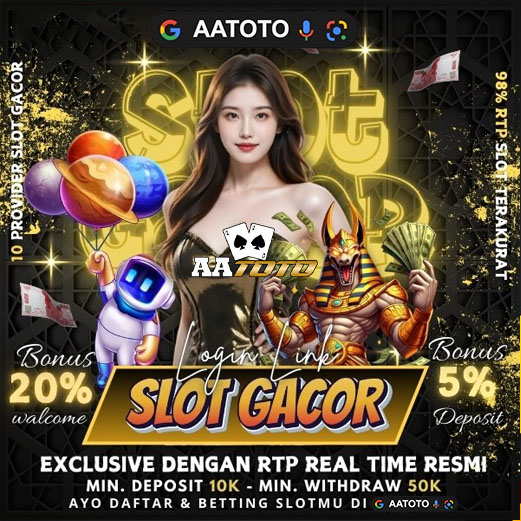 AATOTO
10 PROVIDER SLOT GACOR
Slot
98% RTP SLOT TERAKURAT
AATOTO
Login Link
Bonus
20%
walcome
SLOT GACOR
Bonus
5%
Deposit
EXCLUSIVE DENGAN RTP REAL TIME RESMI
MIN. DEPOSIT 10K - MIN. WITHDRAW 50K
AYO DAFTAR & BETTING SLOTMU DI G AATOTO